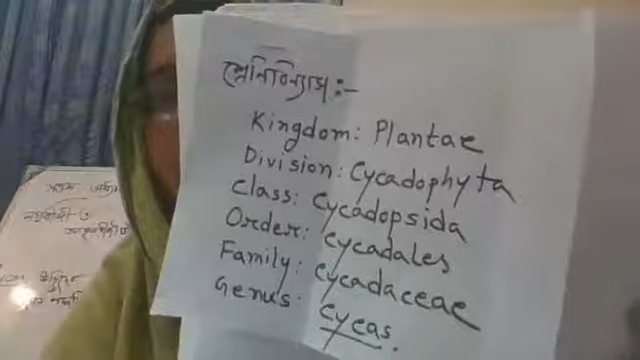 শ্রেনিবিন্যাস :-
Kingdom: Plantae
Division: Cycadophyta
Class: Cycadopsida
Order: Cycadales
Family: Cycadaceae
Genus: Cycas.